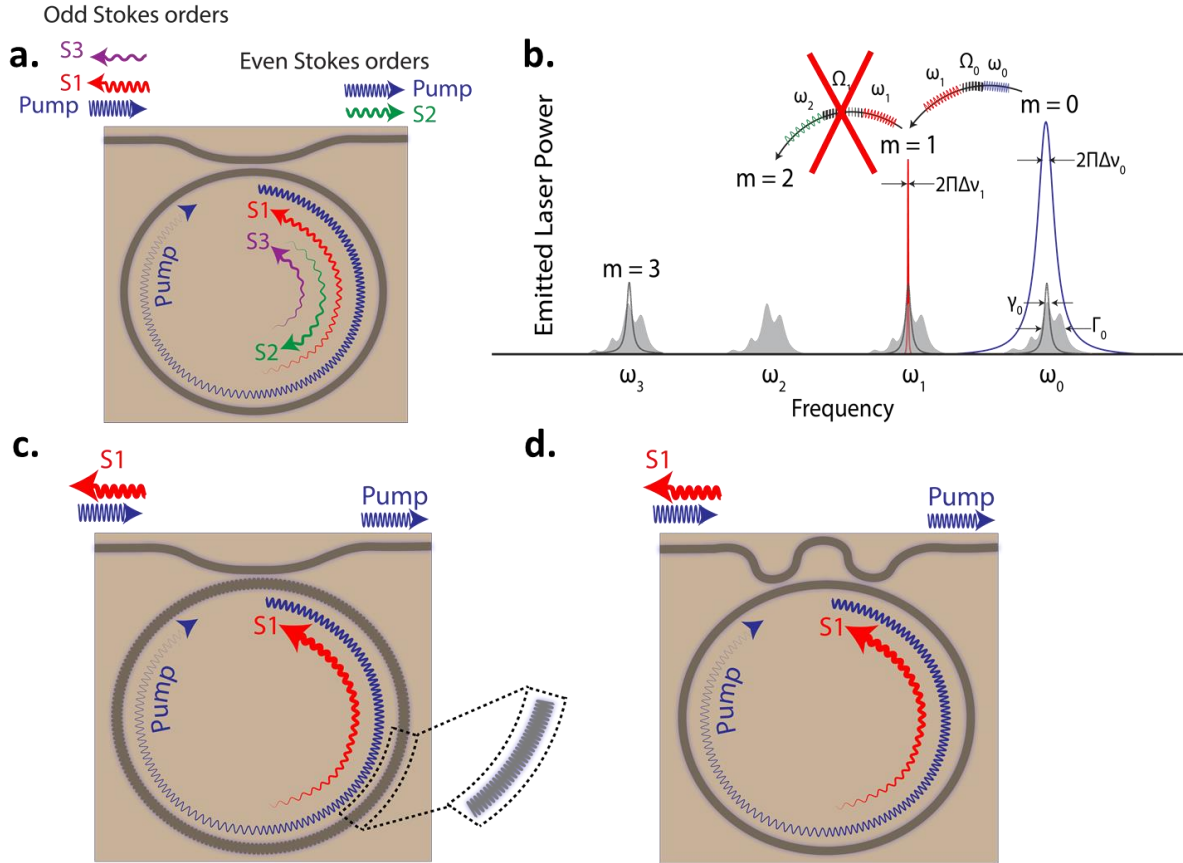 Odd Stokes orders
a.
S3
S1
Pump
Even Stokes orders
Pump
S2
S1
S3
Pump
S2
b.
Emitted Laser Power
ω₂
Ω₁
ω₁
ω₁
Ω₀
ω₀
m = 0
m = 1
m = 2
m = 3
2ΠΔν₁
2ΠΔν₀
γ₀
Γ₀
ω₃
ω₂
ω₁
ω₀
Frequency
c.
S1
Pump
S1
Pump
d.
S1
Pump
S1
Pump